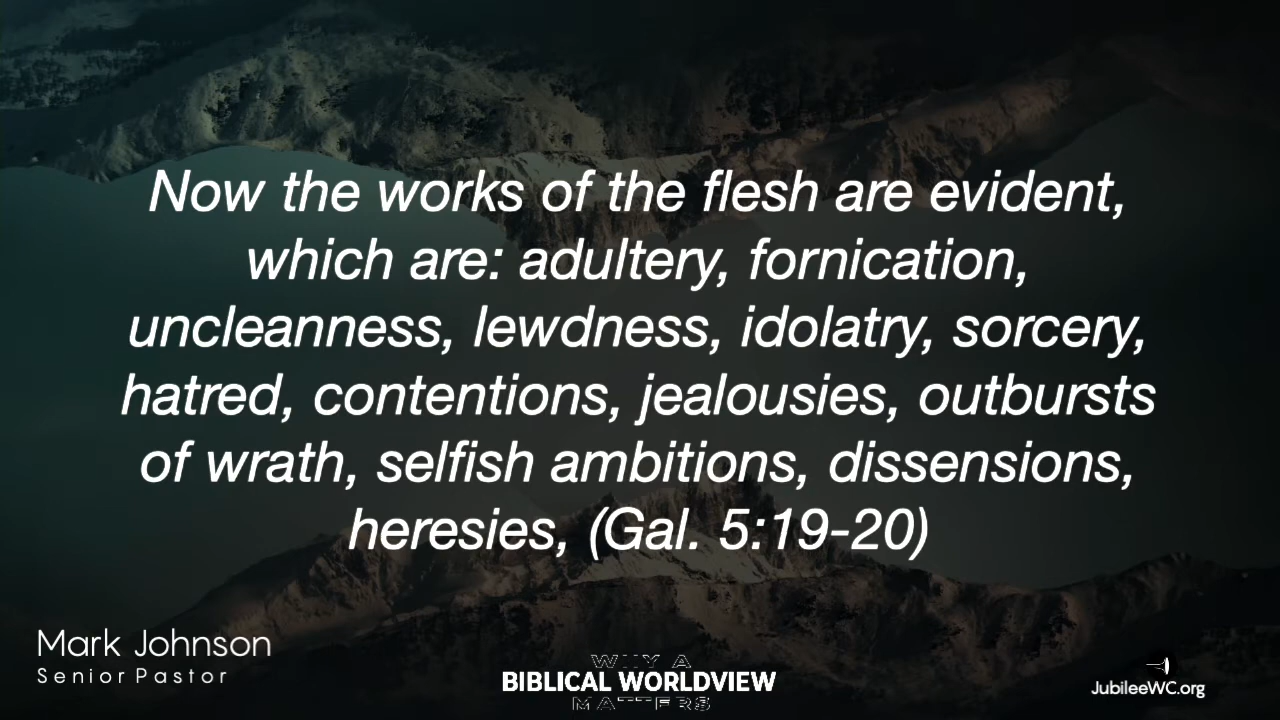 Now the works of the flesh are evident,
which are: adultery, fornication,
uncleanness, lewdness, idolatry, sorcery,
hatred, contentions, jealousies, outbursts
of wrath, selfish ambitions, dissensions,
heresies, (Gal. 5:19-20)
Mark Johnson
Senior Pastor
WHY A
BIBLICAL WORLDVIEW
MATTERS
JubileeWC.org